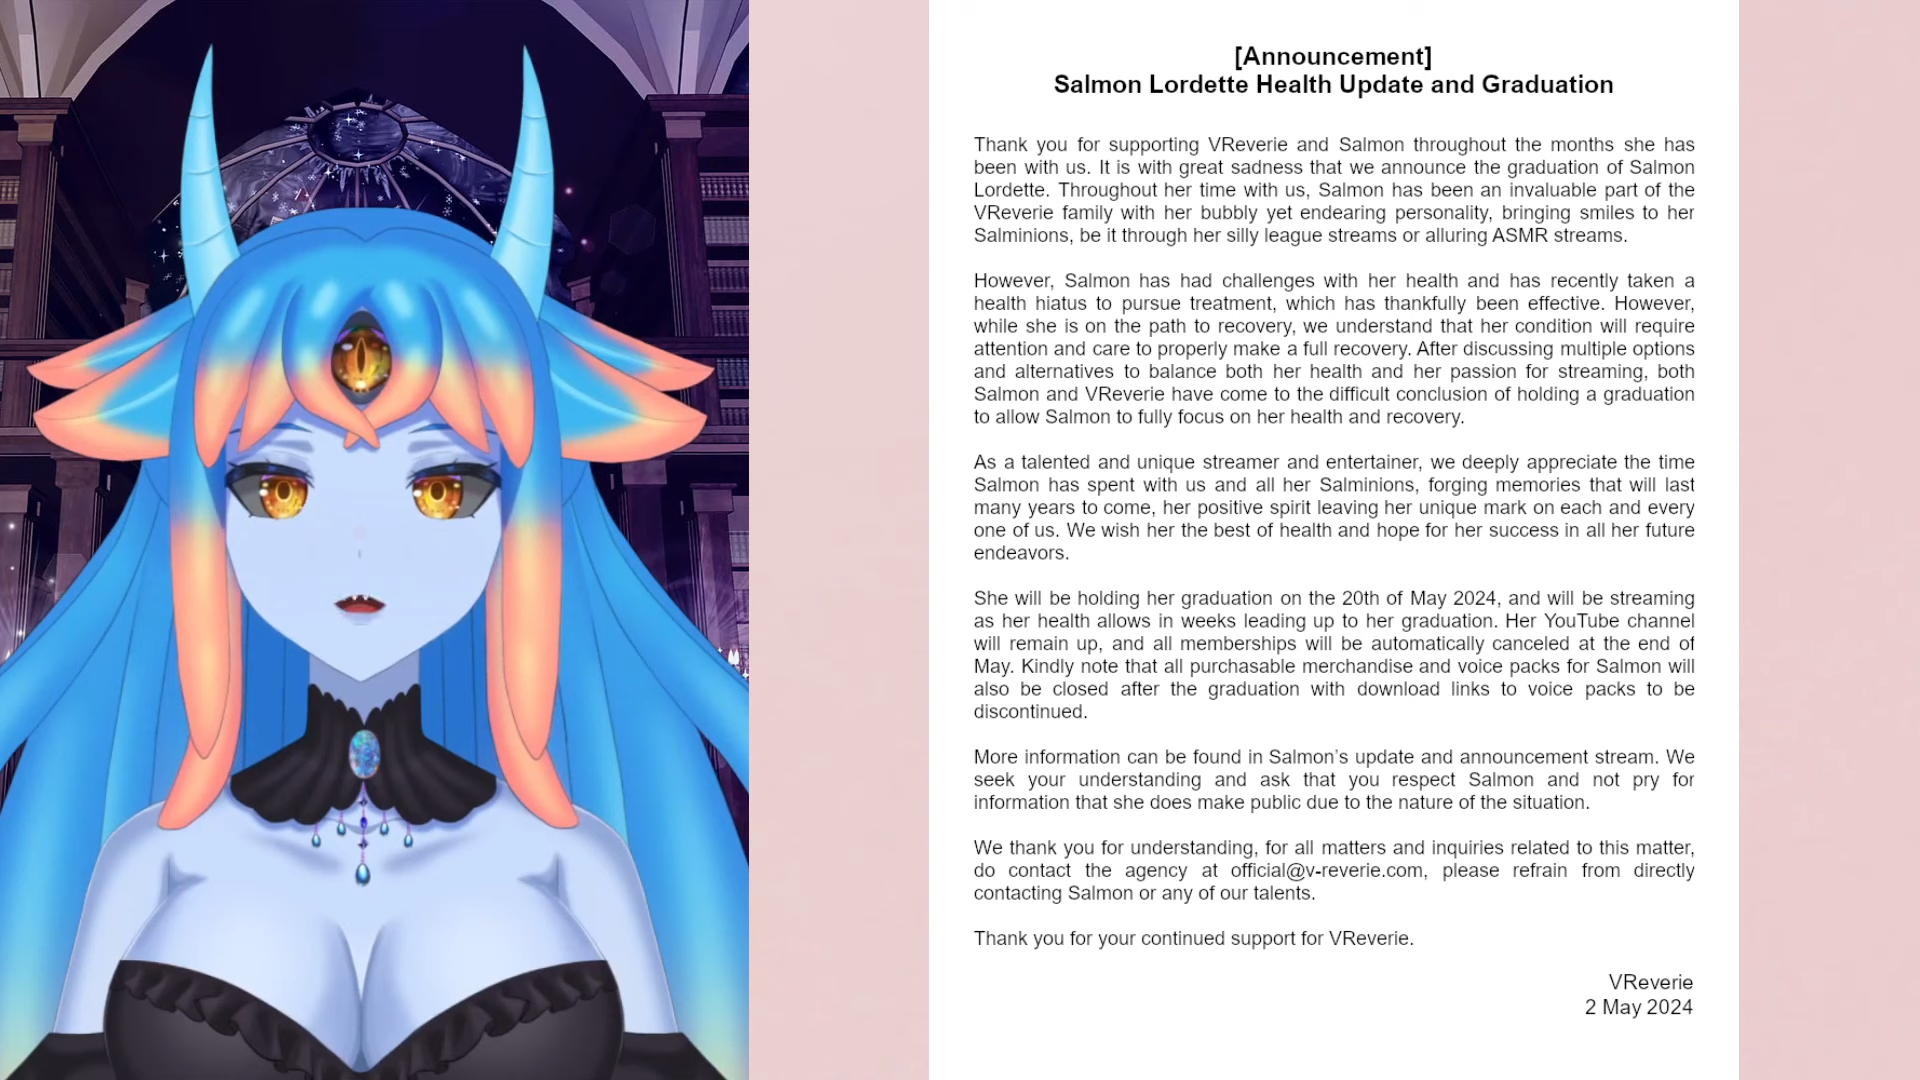 [Announcement]
Salmon Lordette Health Update and Graduation
Thank you for supporting VReverie and Salmon throughout the months she has
been with us. It is with great sadness that we announce the graduation of Salmon
Lordette. Throughout her time with us, Salmon has been an invaluable part of the
VReverie family with her bubbly yet endearing personality, bringing smiles to her
Salminions, be it through her silly league streams or alluring ASMR streams.
However, Salmon has had challenges with her health and has recently taken a
health hiatus to pursue treatment, which has thankfully been effective. However,
while she is on the path to recovery, we understand that her condition will require
attention and care to properly make a full recovery. After discussing multiple options
and alternatives to balance both her health and her passion for streaming, both
Salmon and VReverie have come to the difficult conclusion of holding a graduation
to allow Salmon to fully focus on her health and recovery.
As a talented and unique streamer and entertainer, we deeply appreciate the time
Salmon has spent with us and all her Salminions, forging memories that will last
many years to come, her positive spirit leaving her unique mark on each and every
one of us. We wish her the best of health and hope for her success in all her future
endeavors.
She will be holding her graduation on the 20th of May 2024, and will be streaming
as her health allows in weeks leading up to her graduation. Her YouTube channel
will remain up, and all memberships will be automatically canceled at the end of
May. Kindly note that all purchasable merchandise and voice packs for Salmon will
also be closed after the graduation with download links to voice packs to be
discontinued.
More information can be found in Salmon’s update and announcement stream. We
seek your understanding and ask that you respect Salmon and not pry for
information that she does make public due to the nature of the situation.
We thank you for understanding, for all matters and inquiries related to this matter,
do contact the agency at official@v-reverie.com, please refrain from directly
contacting Salmon or any of our talents.
Thank you for your continued support for VReverie.
VReverie
2 May 2024